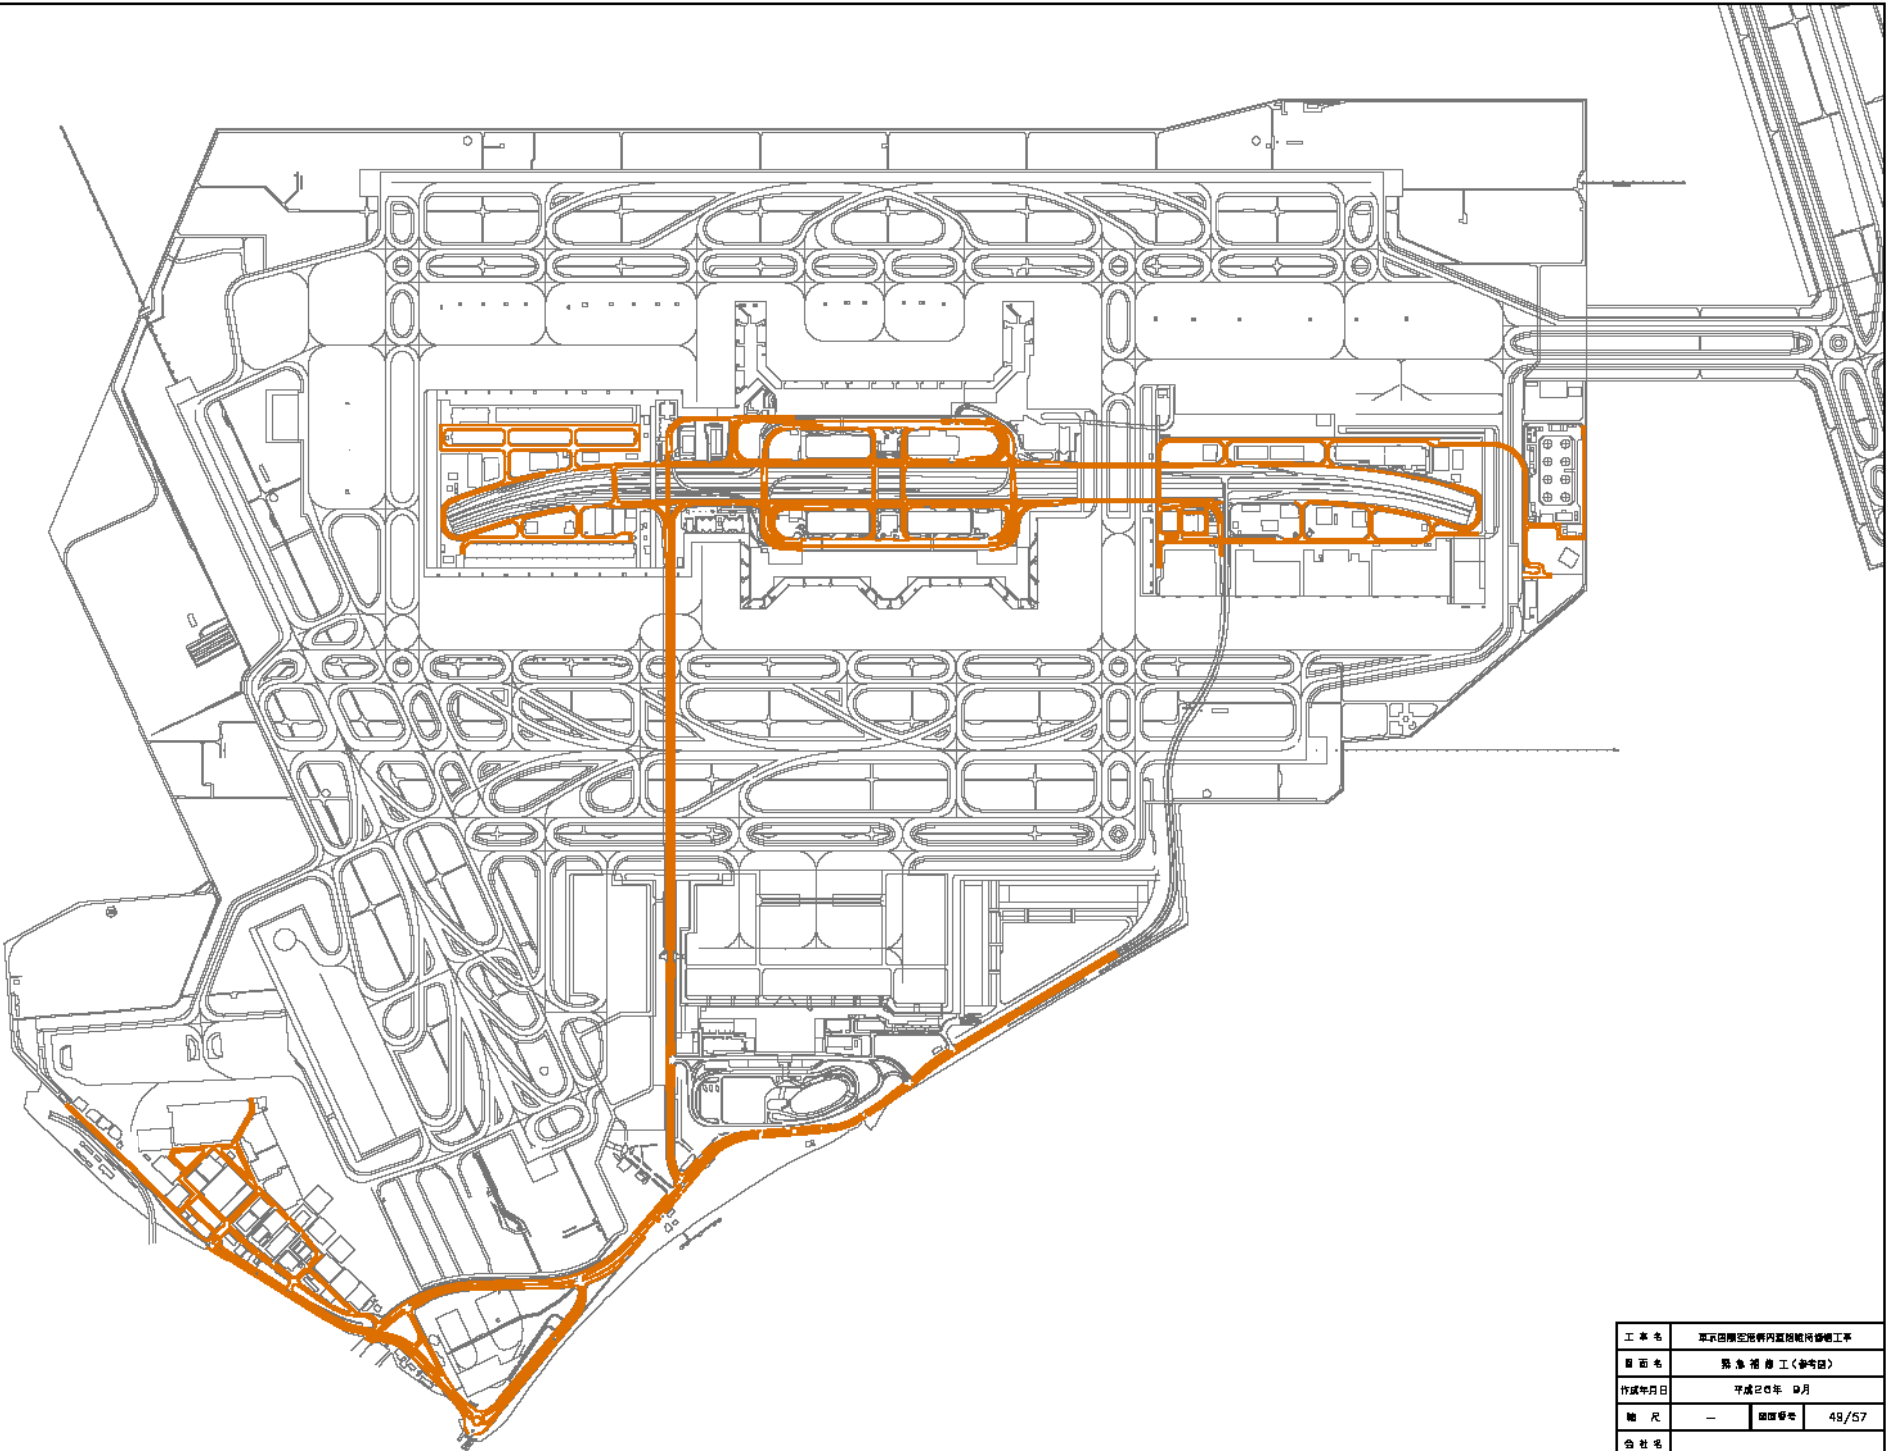 工事名 東京国際空港構内道路維持修繕工事
図面名 緊急補修工(参考図)
作成年月日 平成26年 9月
縮尺 — 図面番号 49/57
会社名